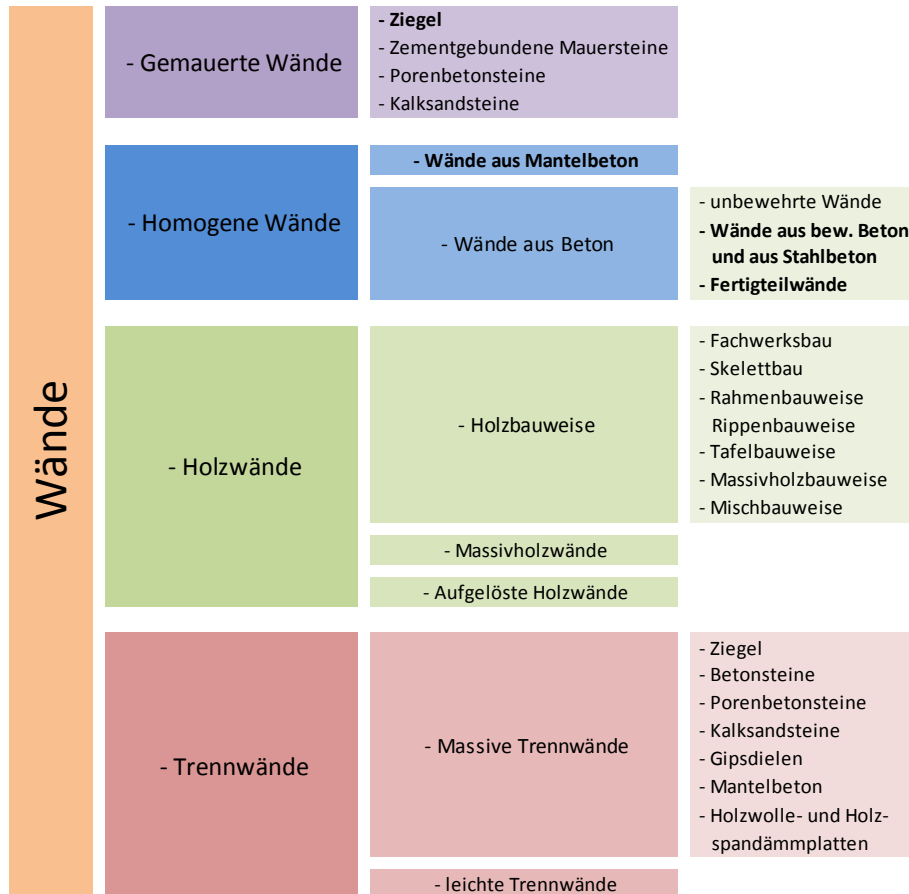 Wände
- Gemauerte Wände
- Ziegel
- Zementgebundene Mauersteine
- Porenbetonsteine
- Kalksandsteine
- Homogene Wände
- Wände aus Mantelbeton
- Wände aus Beton
- unbewehrte Wände
- Wände aus bew. Beton
und aus Stahlbeton
- Fertigteilwände
- Holzwände
- Holzbauweise
- Fachwerksbau
- Skelettbau
- Rahmenbauweise
Rippenbauweise
- Tafelbauweise
- Massivholzbauweise
- Mischbauweise
- Massivholzwände
- Aufgelöste Holzwände
- Trennwände
- Massive Trennwände
- Ziegel
- Betonsteine
- Porenbetonsteine
- Kalksandsteine
- Gipsdielen
- Mantelbeton
- Holzwolle- und Holz-
spandämmplatten
- leichte Trennwände